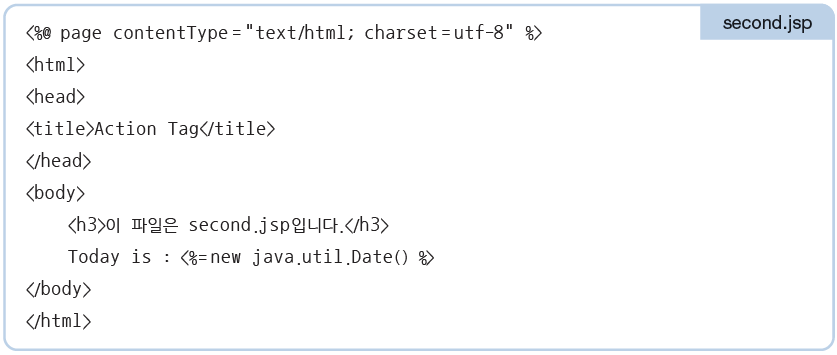 second.jsp
<%@ page contentType="text/html; charset=utf-8" %>
<html>
<head>
<title>Action Tag</title>
</head>
<body>
<h3>이 파일은 second.jsp입니다.</h3>
Today is : <%=new java.util.Date() %>
</body>
</html>